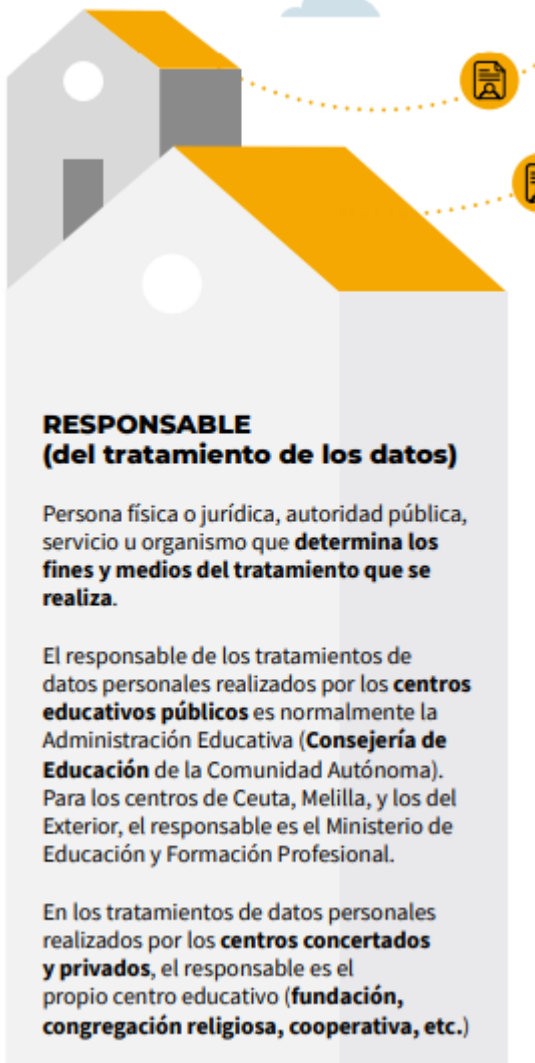 RESPONSABLE
(del tratamiento de los datos)
Persona física o jurídica, autoridad pública,
servicio u organismo que determina los
fines y medios del tratamiento que se
realiza.
El responsable de los tratamientos de
datos personales realizados por los centros
educativos públicos es normalmente la
Administración Educativa (Consejería de
Educación de la Comunidad Autónoma).
Para los centros de Ceuta, Melilla, y los del
Exterior, el responsable es el Ministerio de
Educación y Formación Profesional.
En los tratamientos de datos personales
realizados por los centros concertados
y privados, el responsable es el
propio centro educativo (fundación,
congregación religiosa, cooperativa, etc.)